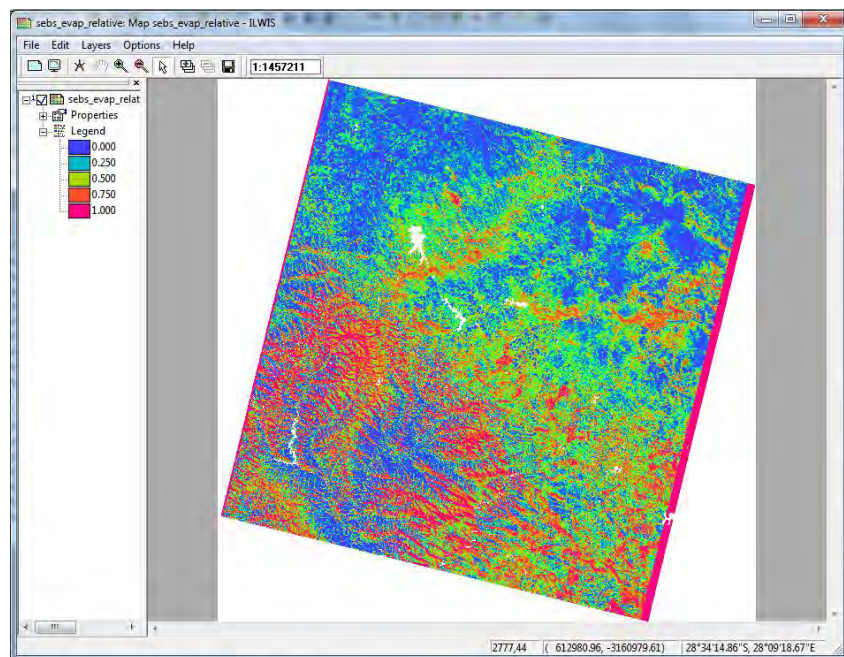 sebs_evap_relative: Map sebs_evap_relative - ILWIS
File Edit Layers Options Help
1:1457211
sebs_evap_relat
Properties
Legend
0.000
0.250
0.500
0.750
1.000
2777,44 ( 612980.96, -3160979.61) 28°34'14.86"S, 28°09'18.67"E